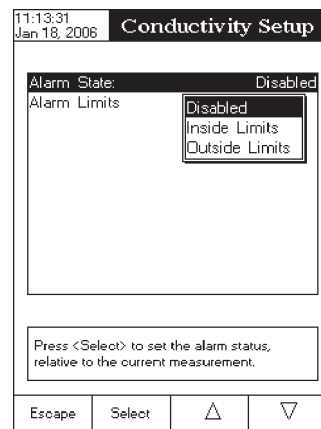 11:13:31
Jan 18, 2006
Conductivity Setup
Alarm State: Disabled
Alarm Limits
Disabled
Inside Limits
Outside Limits
Press <Select> to set the alarm status,
relative to the current measurement.
Escape Select △ ▽